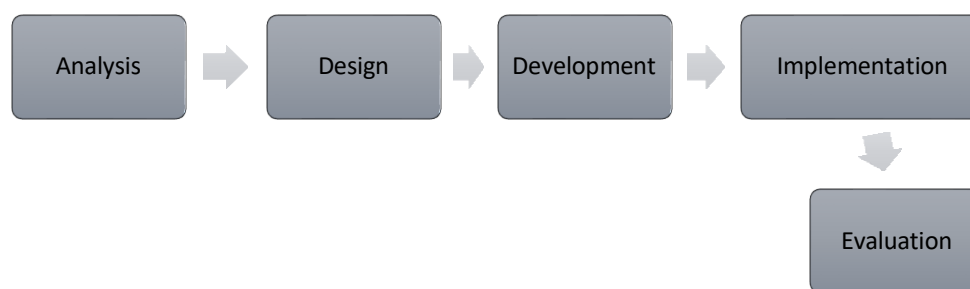 Analysis
Design
Development
Implementation
Evaluation